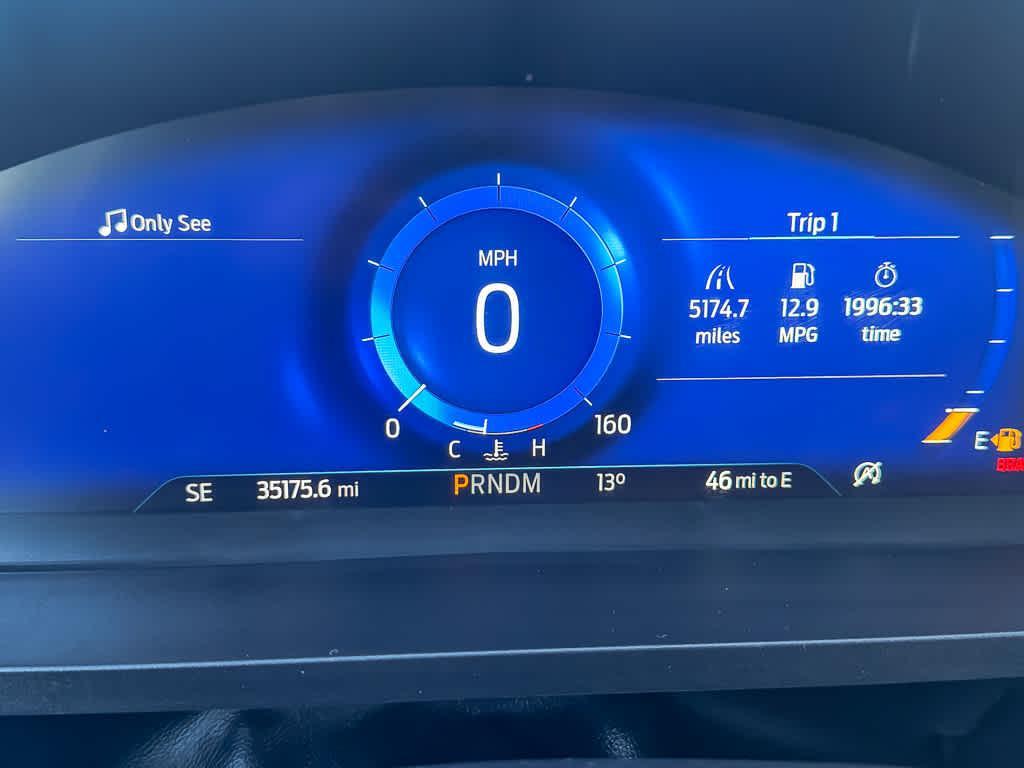 Only See
Trip 1
MPH
0
5174.7
miles
12.9
MPG
1996:33
time
0
160
C
H
E
SE
35175.6 mi
PRNDM
13º
46 mi to E